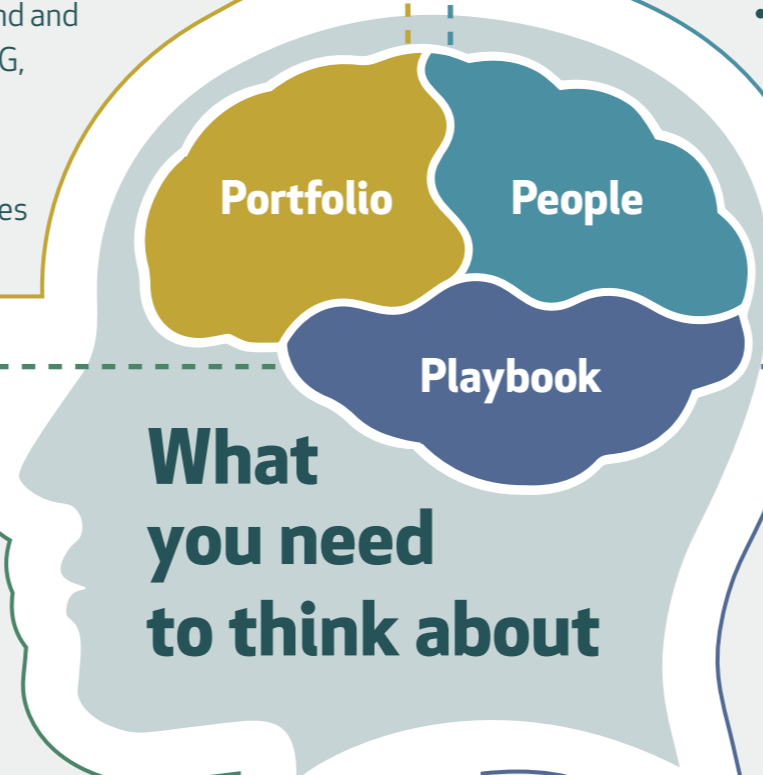 nd and
G,
es
Portfolio
People
Playbook
What
you need
to think about